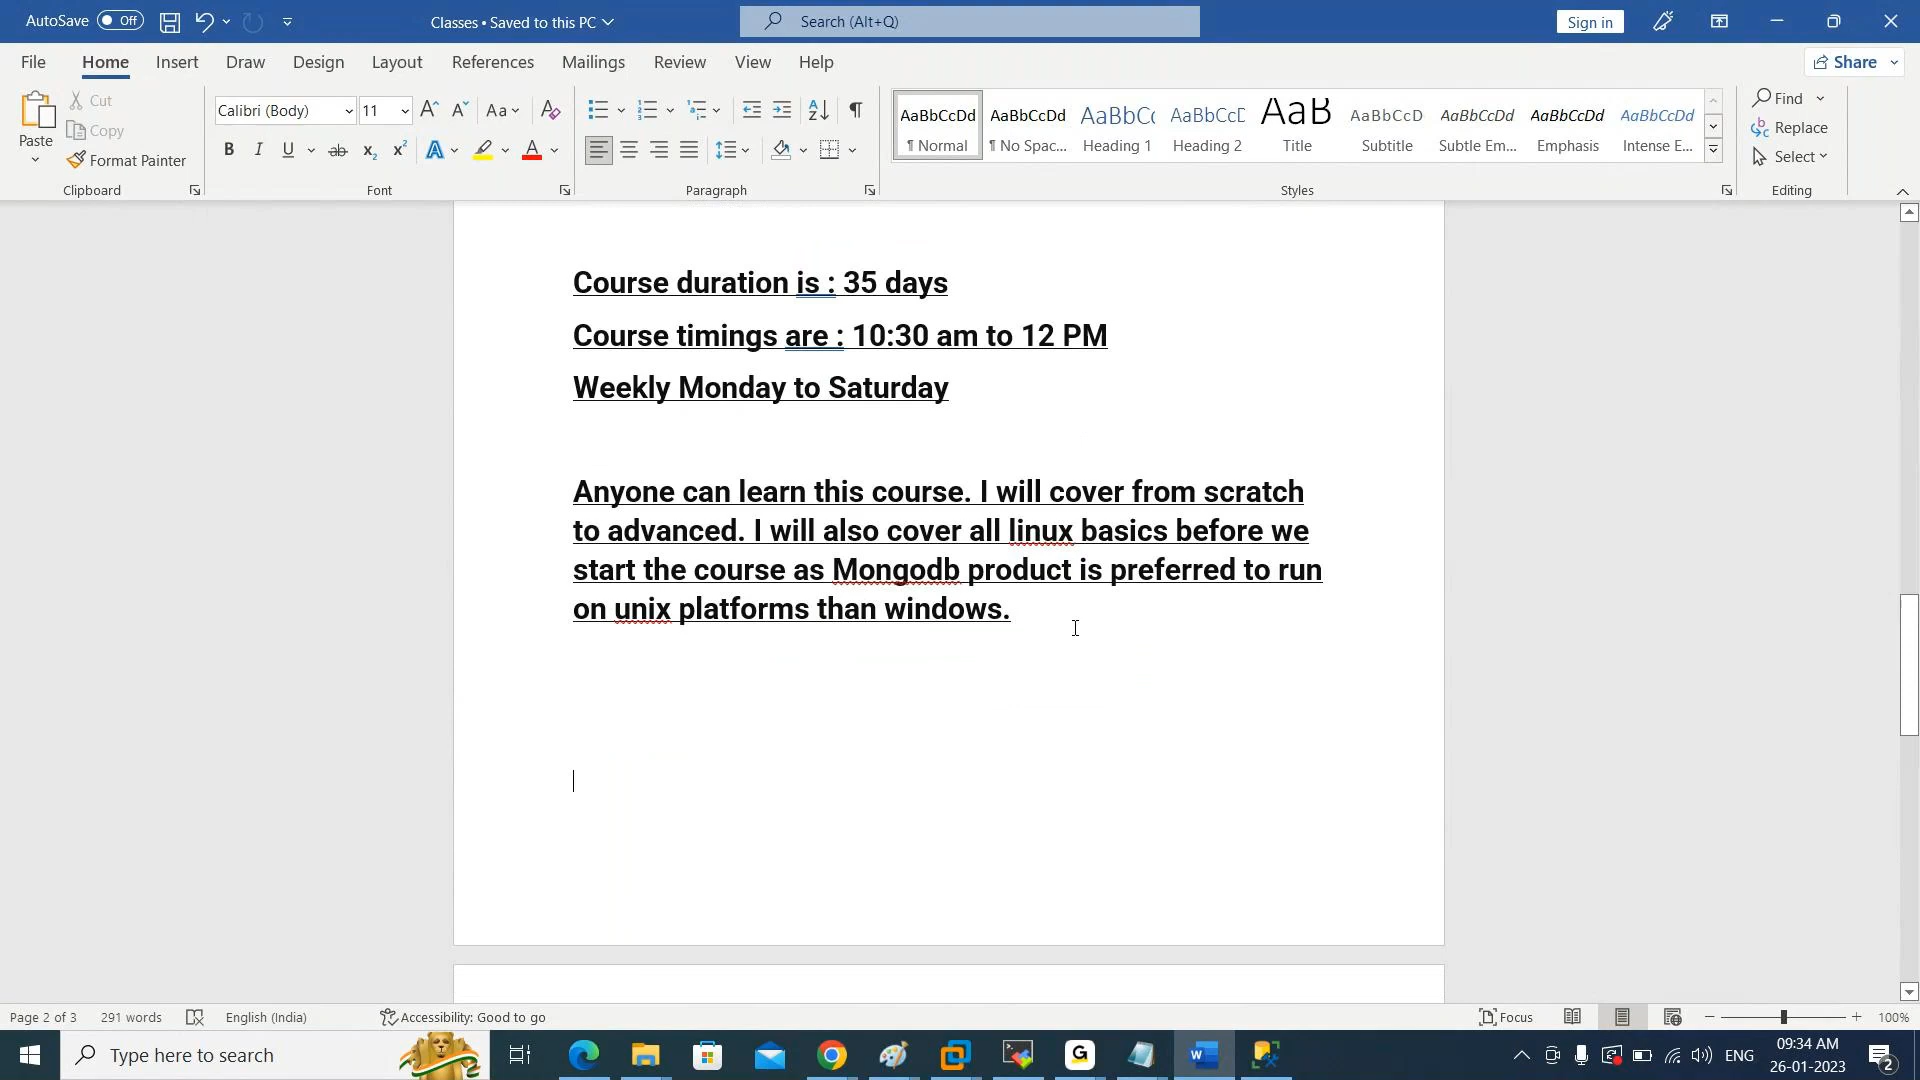 AutoSave Off Classes • Saved to this PC Search (Alt+Q) Sign in
File Home Insert Draw Design Layout References Mailings Review View Help Share
Paste Cut Copy Format Painter Clipboard
Calibri (Body) 11 Font
Paragraph
AaBbCcDd ¶ Normal
AaBbCcDd ¶ No Spac...
AaBbCc Heading 1
AaBbCcD Heading 2
AaB Title
AaBbCcD Subtitle
AaBbCcDd Subtle Em...
AaBbCcDd Emphasis
AaBbCcDd Intense E...
Styles
Find Replace Select Editing
Course duration is : 35 days
Course timings are : 10:30 am to 12 PM
Weekly Monday to Saturday
Anyone can learn this course. I will cover from scratch
to advanced. I will also cover all linux basics before we
start the course as Mongodb product is preferred to run
on unix platforms than windows.
Page 2 of 3 291 words English (India) Accessibility: Good to go Focus 100%
Type here to search ENG 09:34 AM
26-01-2023 2